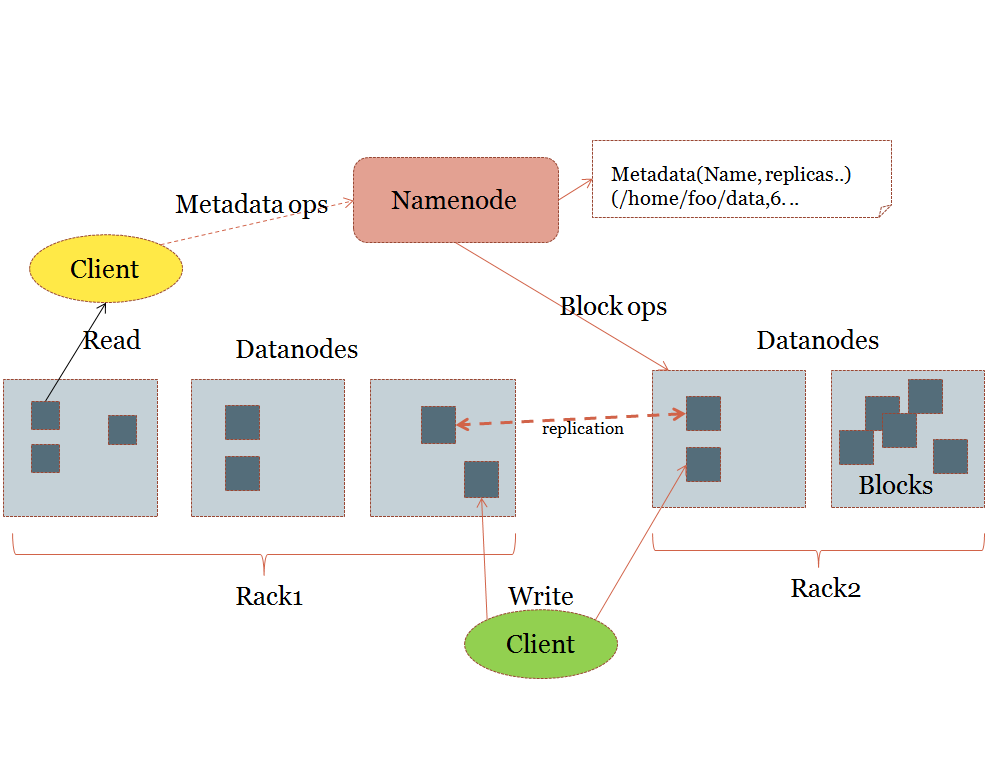 Metadata(Name, replicas..)
(/home/foo/data,6. ..
Namenode
Metadata ops
Client
Block ops
Read
Datanodes
Datanodes
replication
Blocks
Rack1
Write
Rack2
Client